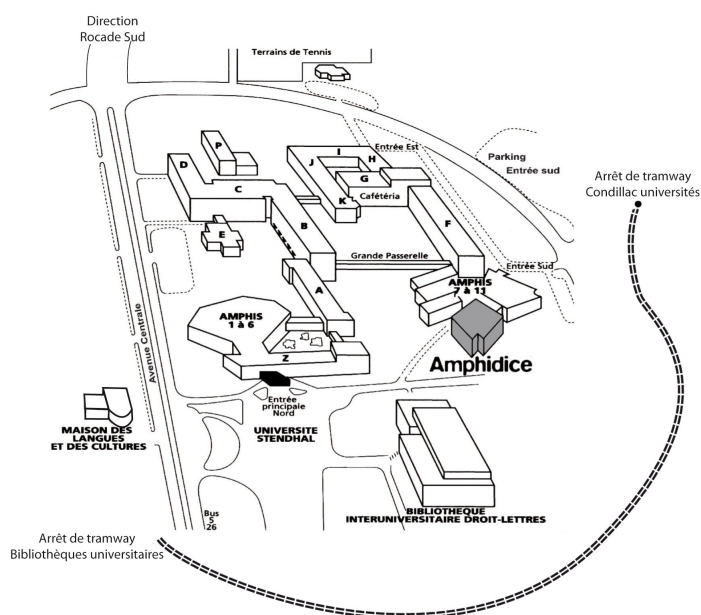 Direction
Rocade Sud
Terrains de Tennis
P
D
C
E
B
J
I
H
G
K
Entrée Est
Cafétéria
F
Parking
Entrée sud
Arrêt de tramway
Condillac universités
Grande Passerelle
Entrée Sud
A
AMPHIS
7 à 11
AMPHIS
1 à 6
Z
Amphidice
Avenue Centrale
Entrée
principale
Nord
UNIVERSITE
STENDHAL
MAISON DES
LANGUES
ET DES CULTURES
BIBLIOTHEQUE
INTERUNIVERSITAIRE DROIT-LETTRES
Bus
5
26
Arrêt de tramway
Bibliothèques universitaires